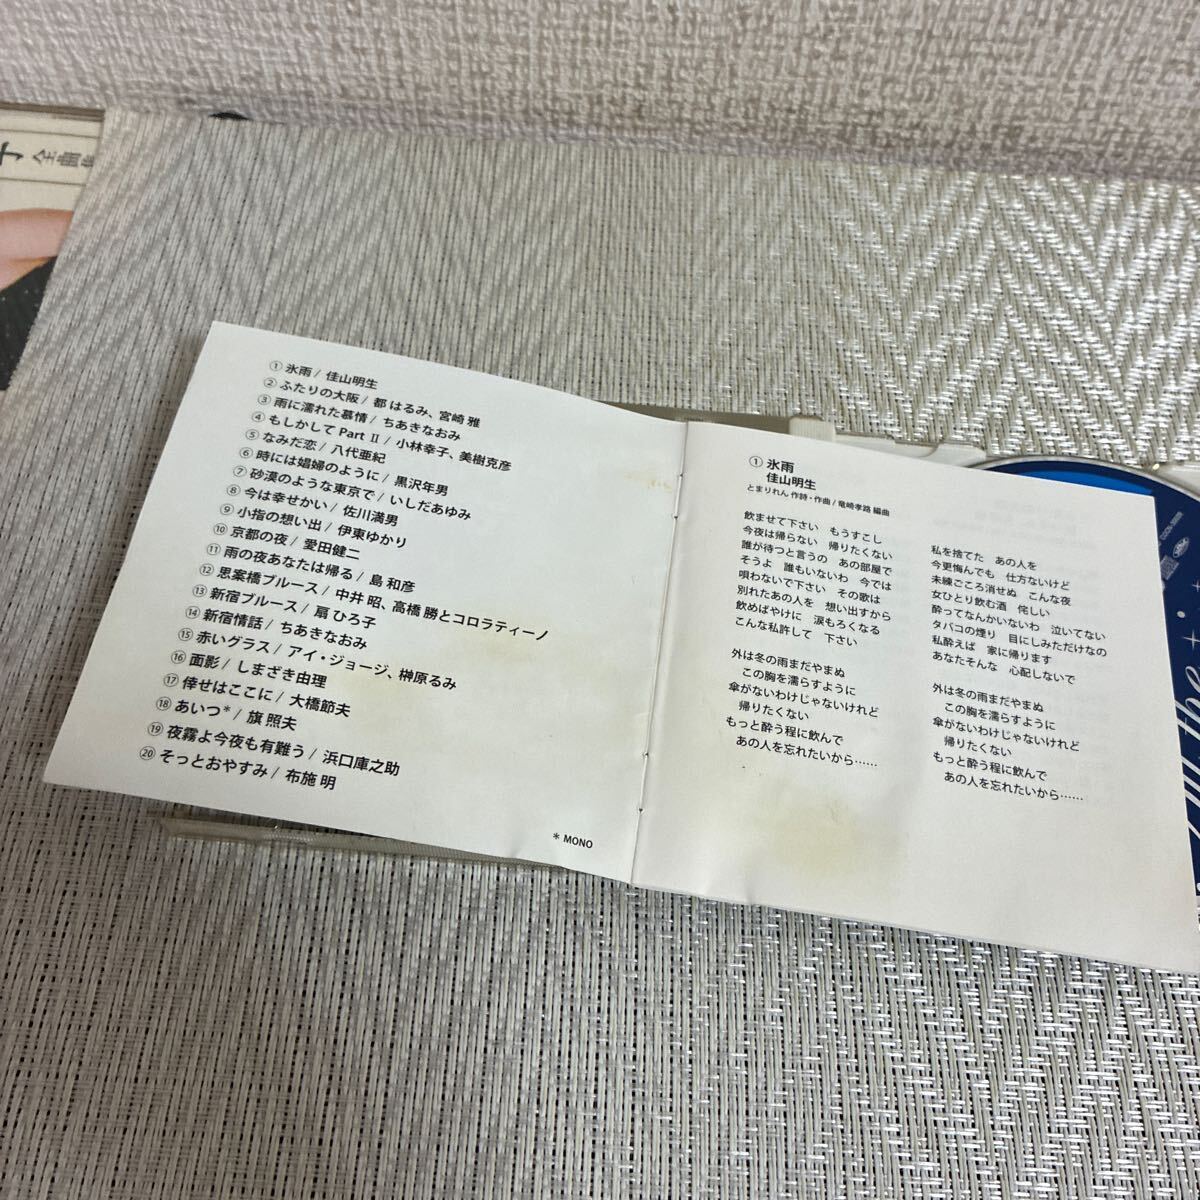 全曲集
① 氷雨 / 佳山明生
② ふたりの大阪 / 都 はるみ、宮崎 雅
③ 雨に濡れた慕情 / ちあきなおみ
④ もしかして Part Ⅱ / 小林幸子、美樹克彦
⑤ なみだ恋 / 八代亜紀
⑥ 時には娼婦のように / 黒沢年男
⑦ 砂漠のような東京で / いしだあゆみ
⑧ 今は幸せかい / 佐川満男
⑨ 小指の想い出 / 伊東ゆかり
⑩ 京都の夜 / 愛田健二
⑪ 雨の夜あなたは帰る / 島 和彦
⑫ 思案橋ブルース / 中井 昭、高橋 勝とコロラティーノ
⑬ 新宿ブルース / 扇 ひろ子
⑭ 新宿情話 / ちあきなおみ
⑮ 赤いグラス / アイ・ジョージ、榊原るみ
⑯ 面影 / しまざき由理
⑰ 倖せはここに / 大橋節夫
⑱ あいつ＊ / 旗 照夫
⑲ 夜霧よ今夜も有難う / 浜口庫之助
⑳ そっとおやすみ / 布施 明
＊ MONO
① 氷雨
佳山明生
とまりれん 作詩・作曲 / 竜崎孝路 編曲
飲ませて下さい　もうすこし
今夜は帰らない　帰りたくない
誰が待つと言うの　あの部屋で
そうよ　誰もいないわ　今では
唄わないで下さい　その歌は
別れたあの人を　想い出すから
飲めばやけに　涙もろくなる
こんな私許して　下さい
外は冬の雨まだやまぬ
この胸を濡らすように
傘がないわけじゃないけれど
帰りたくない
もっと酔う程に飲んで
あの人を忘れたいから……
私を捨てた　あの人を
今更悔んでも　仕方ないけど
未練ごころ消せぬ　こんな夜
女ひとり飲む酒　侘しい
酔ってなんかいないわ　泣いてない
タバコの煙り　目にしみただけなの
私酔えば　家に帰ります
あなたそんな　心配しないで
外は冬の雨まだやまぬ
この胸を濡らすように
傘がないわけじゃないけれど
帰りたくない
もっと酔う程に飲んで
あの人を忘れたいから……